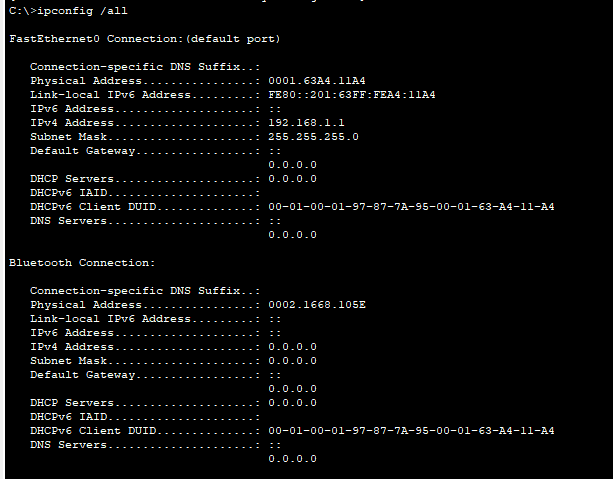 C:\>ipconfig /all
FastEthernet0 Connection:(default port)
Connection-specific DNS Suffix..:
Physical Address................: 0001.63A4.11A4
Link-local IPv6 Address.........: FE80::201:63FF:FEA4:11A4
IPv6 Address....................: ::
IPv4 Address....................: 192.168.1.1
Subnet Mask.....................: 255.255.255.0
Default Gateway.................: ::
0.0.0.0
DHCP Servers....................: 0.0.0.0
DHCPv6 IAID.....................:
DHCPv6 Client DUID..............: 00-01-00-01-97-87-7A-95-00-01-63-A4-11-A4
DNS Servers.....................: ::
0.0.0.0
Bluetooth Connection:
Connection-specific DNS Suffix..:
Physical Address................: 0002.1668.105E
Link-local IPv6 Address.........: ::
IPv6 Address....................: ::
IPv4 Address....................: 0.0.0.0
Subnet Mask.....................: 0.0.0.0
Default Gateway.................: ::
0.0.0.0
DHCP Servers....................: 0.0.0.0
DHCPv6 IAID.....................:
DHCPv6 Client DUID..............: 00-01-00-01-97-87-7A-95-00-01-63-A4-11-A4
DNS Servers.....................: ::
0.0.0.0